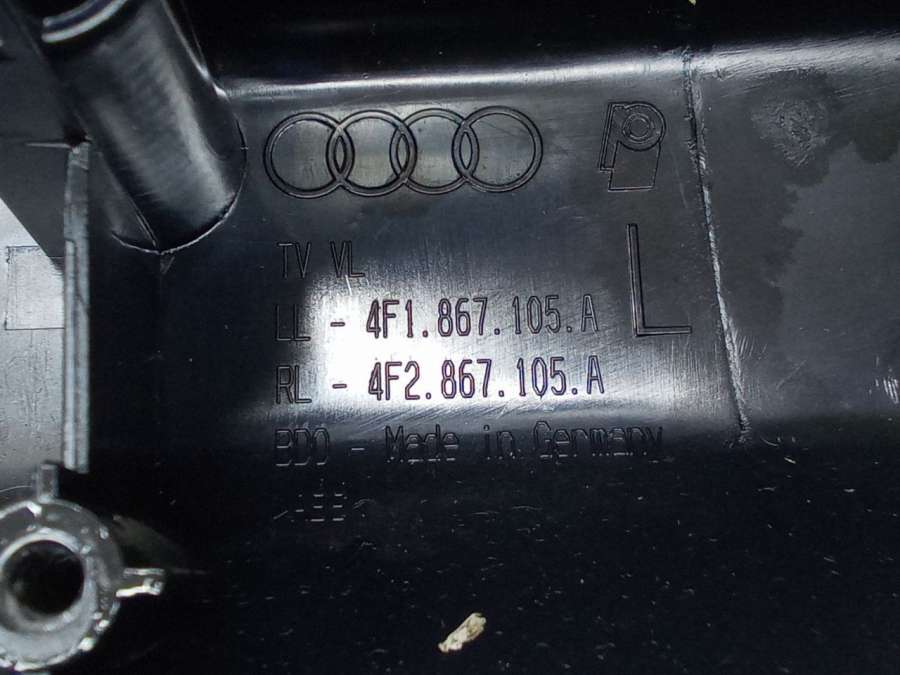 TV VL
L
LL - 4F1.867.105.A
RL - 4F2.867.105.A
BDO - Made in Germany